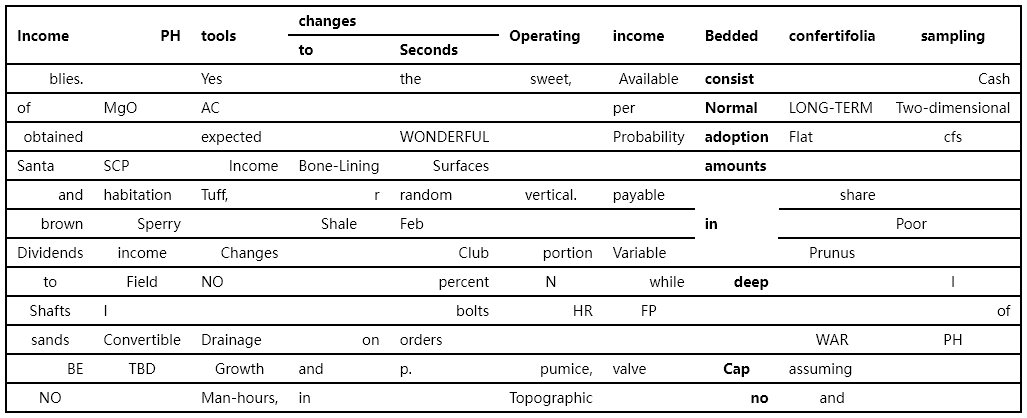 changes
Income PH tools Operating income Bedded confertifolia sampling
to Seconds
blies. Yes the sweet, Available consist Cash
of MgO AC per Normal LONG-TERM Two-dimensional
obtained expected WONDERFUL Probability adoption Flat cfs
Santa SCP Income Bone-Lining Surfaces amounts
and habitation Tuff, r random vertical. payable share
brown Sperry Shale Feb in Poor
Dividends income Changes Club portion Variable Prunus
to Field NO percent N while deep I
Shafts I bolts HR FP of
sands Convertible Drainage on orders WAR PH
BE TBD Growth and p. pumice, valve Cap assuming
NO Man-hours, in Topographic no and